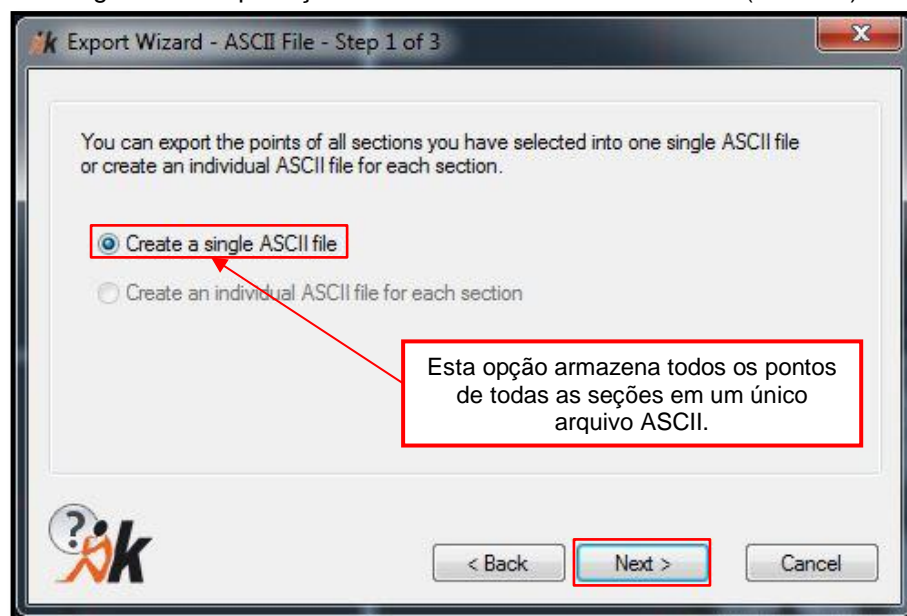 k Export Wizard - ASCII File - Step 1 of 3
You can export the points of all sections you have selected into one single ASCII file
or create an individual ASCII file for each section.
Create a single ASCII file
Create an individual ASCII file for each section
Esta opção armazena todos os pontos
de todas as seções em um único
arquivo ASCII.
?k
< Back Next > Cancel